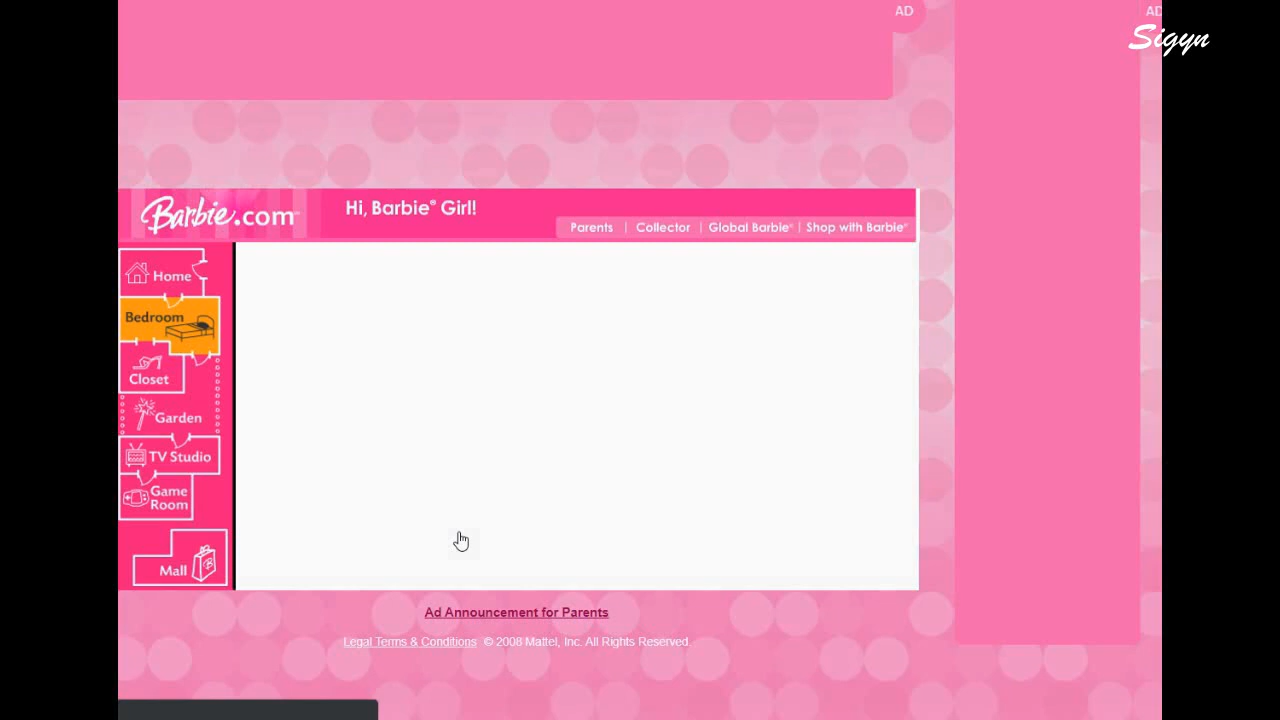 AD
AD
Sigyn
Barbie.com™
Hi, Barbie® Girl!
Parents | Collector | Global Barbie® | Shop with Barbie®
Home
Bedroom
Closet
Garden
TV Studio
Game
Room
Mall
Ad Announcement for Parents
Legal Terms & Conditions © 2008 Mattel, Inc. All Rights Reserved.